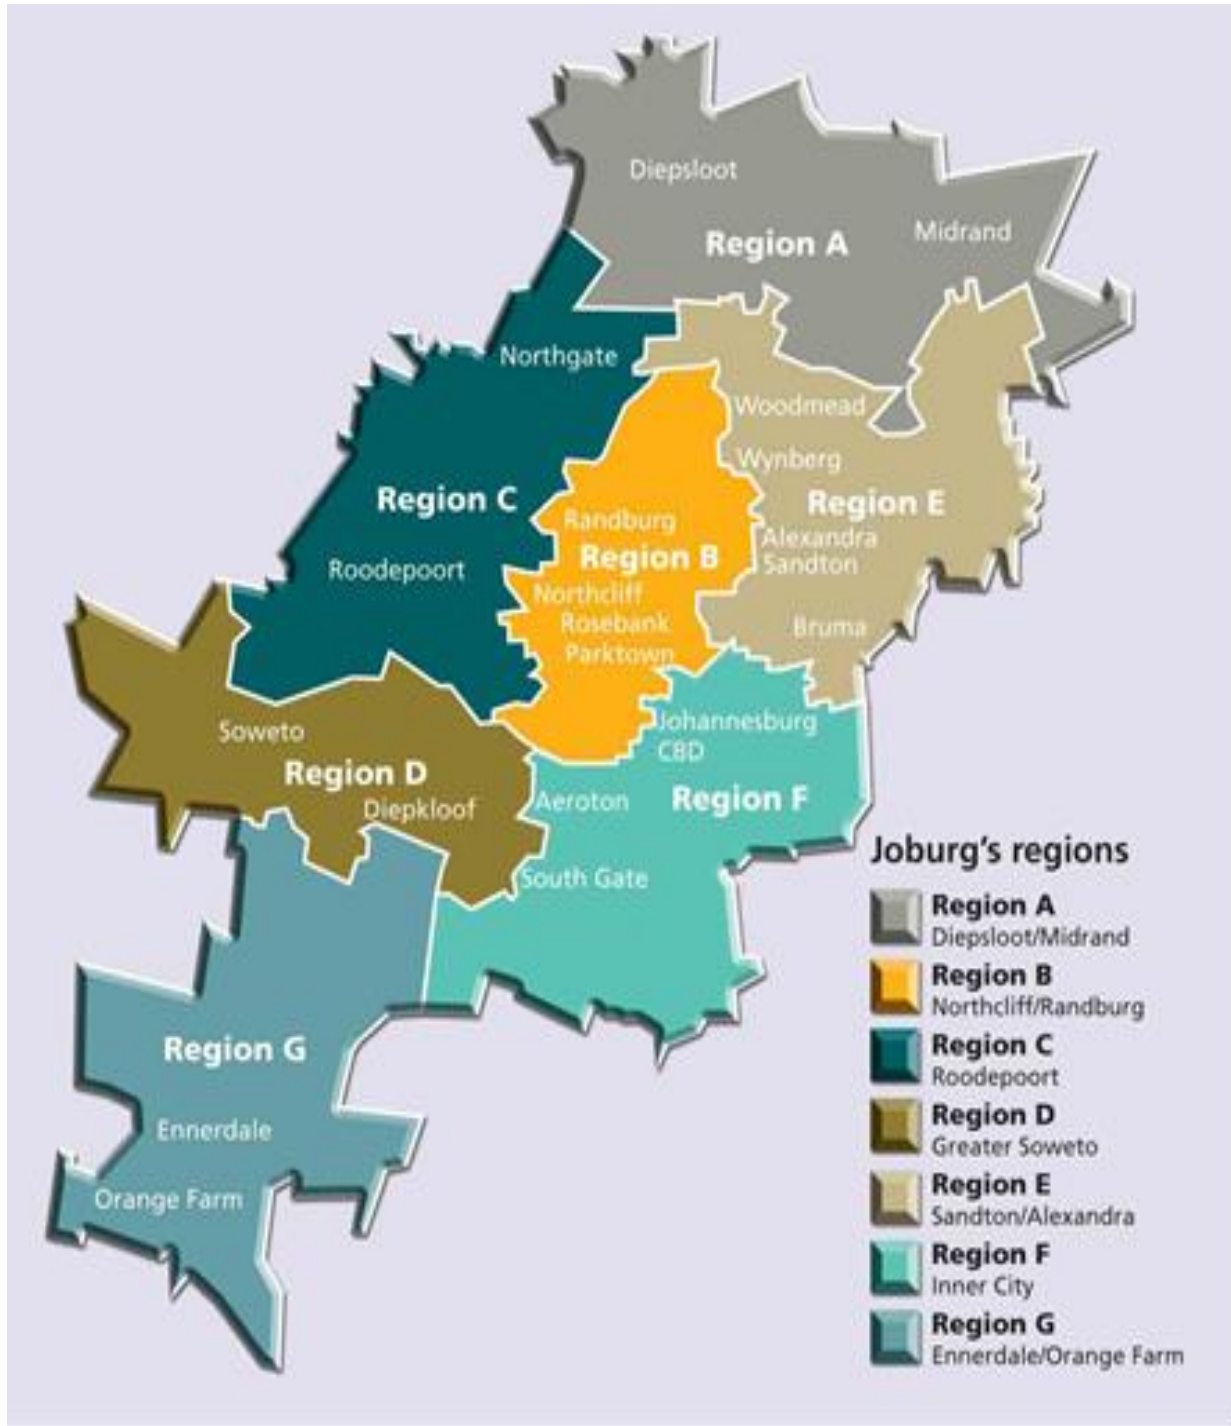 Diepsloot
Midrand
Region A
Northgate
Woodmead
Wynberg
Region C
Region E
Randburg
Alexandra
Region B
Sandton
Roodepoort
Northcliff
Rosebank
Bruma
Parktown
Soweto
Johannesburg
CBD
Region D
Diepkloof
Aeroton
Region F
South Gate
Region G
Ennerdale
Orange Farm
Joburg's regions
Region A
Diepsloot/Midrand
Region B
Northcliff/Randburg
Region C
Roodepoort
Region D
Greater Soweto
Region E
Sandton/Alexandra
Region F
Inner City
Region G
Ennerdale/Orange Farm